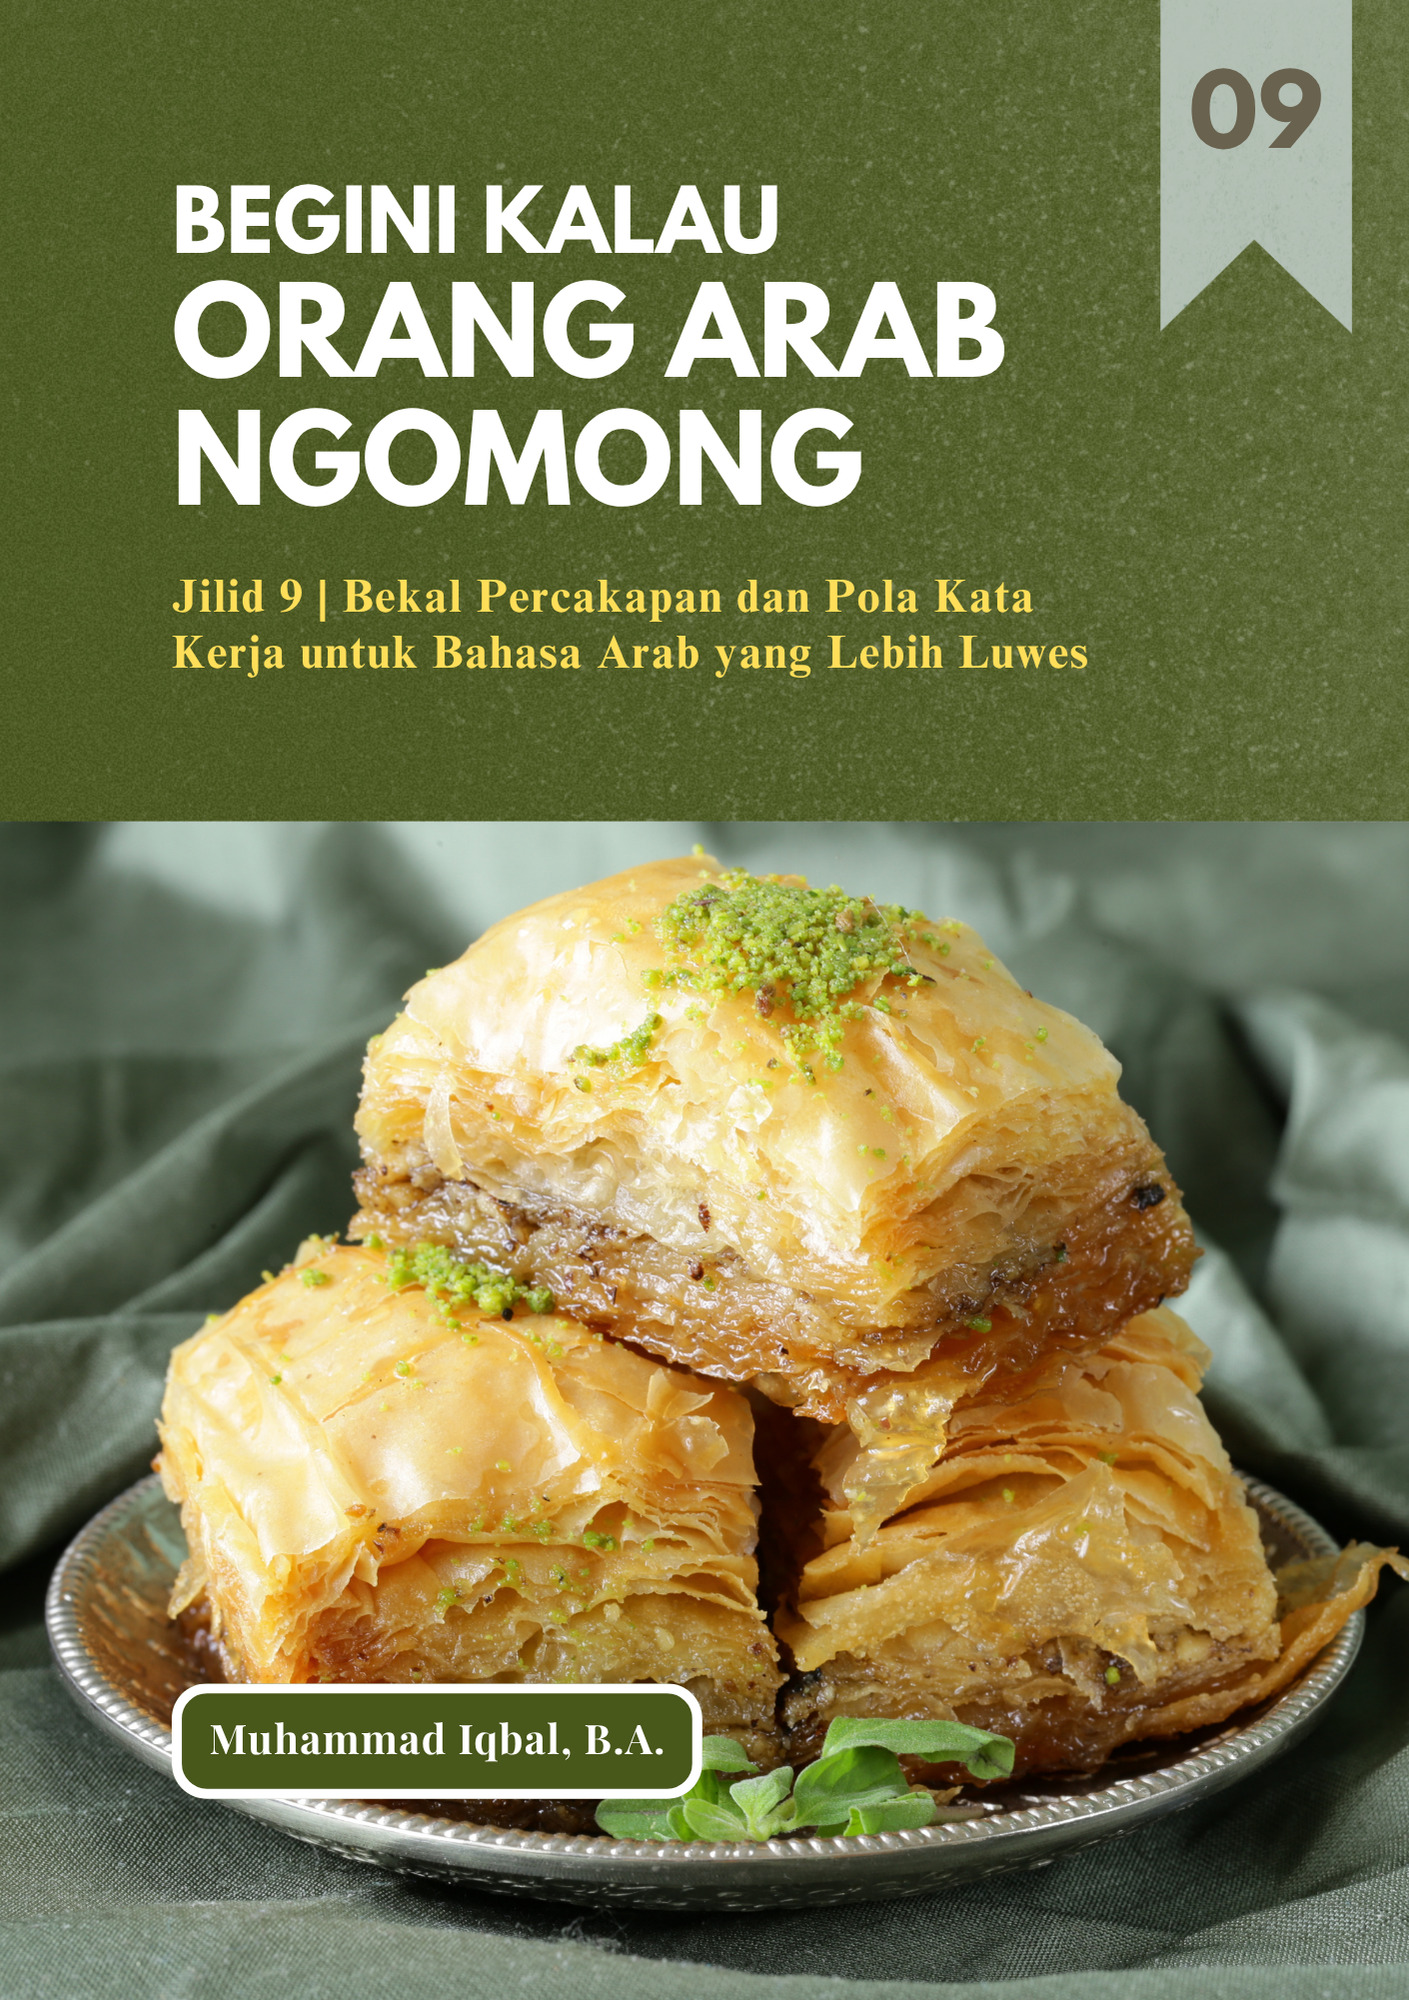 09
BEGINI KALAU
ORANG ARAB
NGOMONG
Jilid 9 | Bekal Percakapan dan Pola Kata
Kerja untuk Bahasa Arab yang Lebih Luwes
Muhammad Iqbal, B.A.